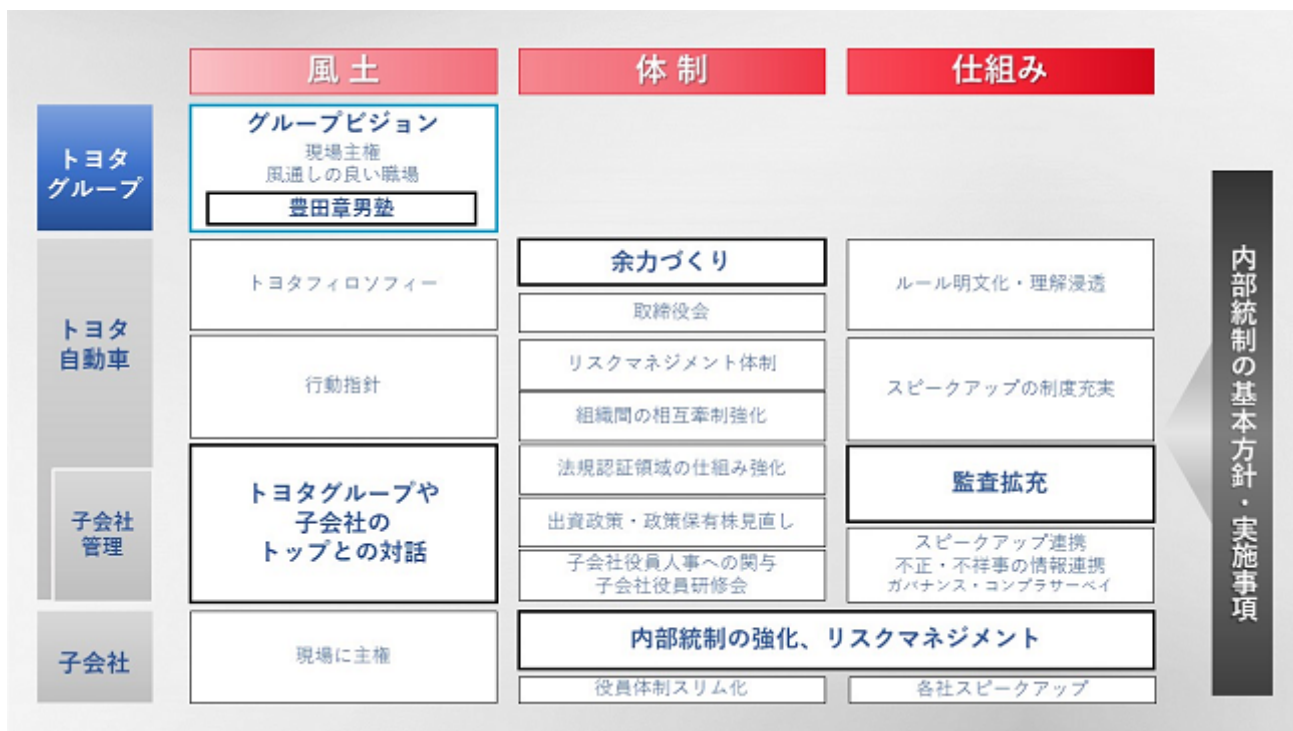 風土
体制
仕組み
トヨタ
グループ
グループビジョン
現場主権
風通しの良い職場
豊田章男塾
トヨタ
自動車
トヨタフィロソフィー
余力づくり
取締役会
ルール明文化・理解浸透
行動指針
リスクマネジメント体制
組織間の相互牽制強化
スピークアップの制度充実
子会社
管理
トヨタグループや
子会社の
トップとの対話
法規認証領域の仕組み強化
出資政策・政策保有株見直し
子会社役員人事への関与
子会社役員研修会
監査拡充
スピークアップ連携
不正・不祥事の情報連携
ガバナンス・コンプラサーベイ
子会社
現場に主権
内部統制の強化、リスクマネジメント
役員体制スリム化
各社スピークアップ
内部統制の基本方針・実施事項